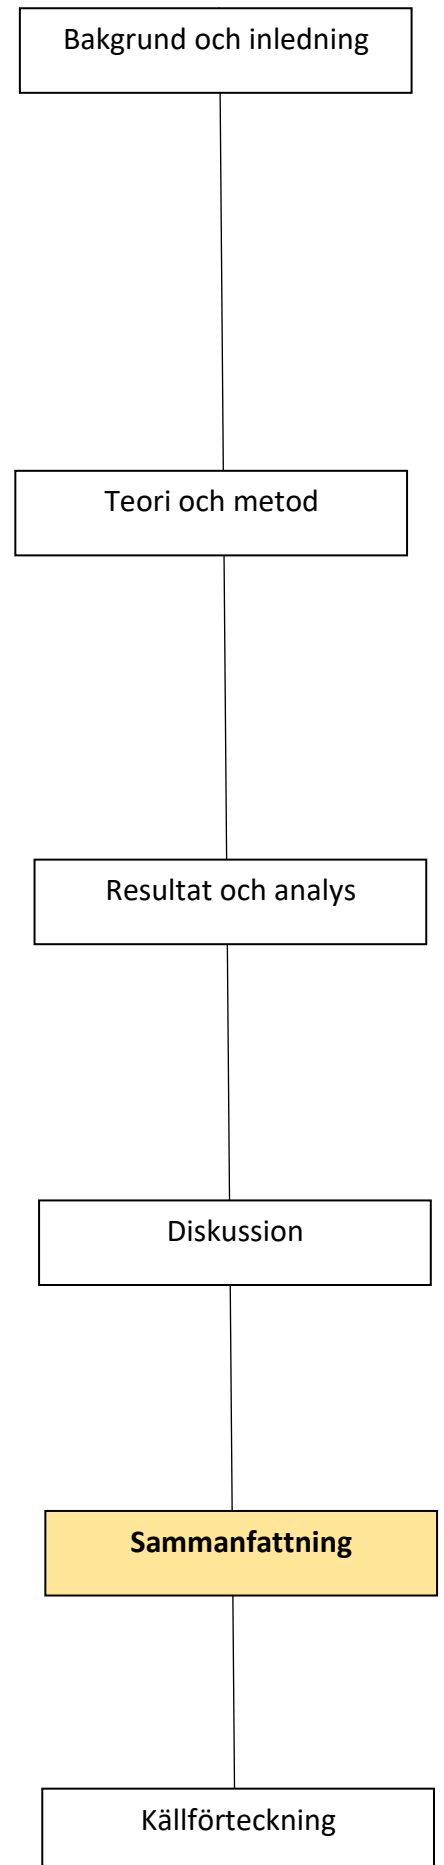 Bakgrund och inledning
Teori och metod
Resultat och analys
Diskussion
Sammanfattning
Källförteckning